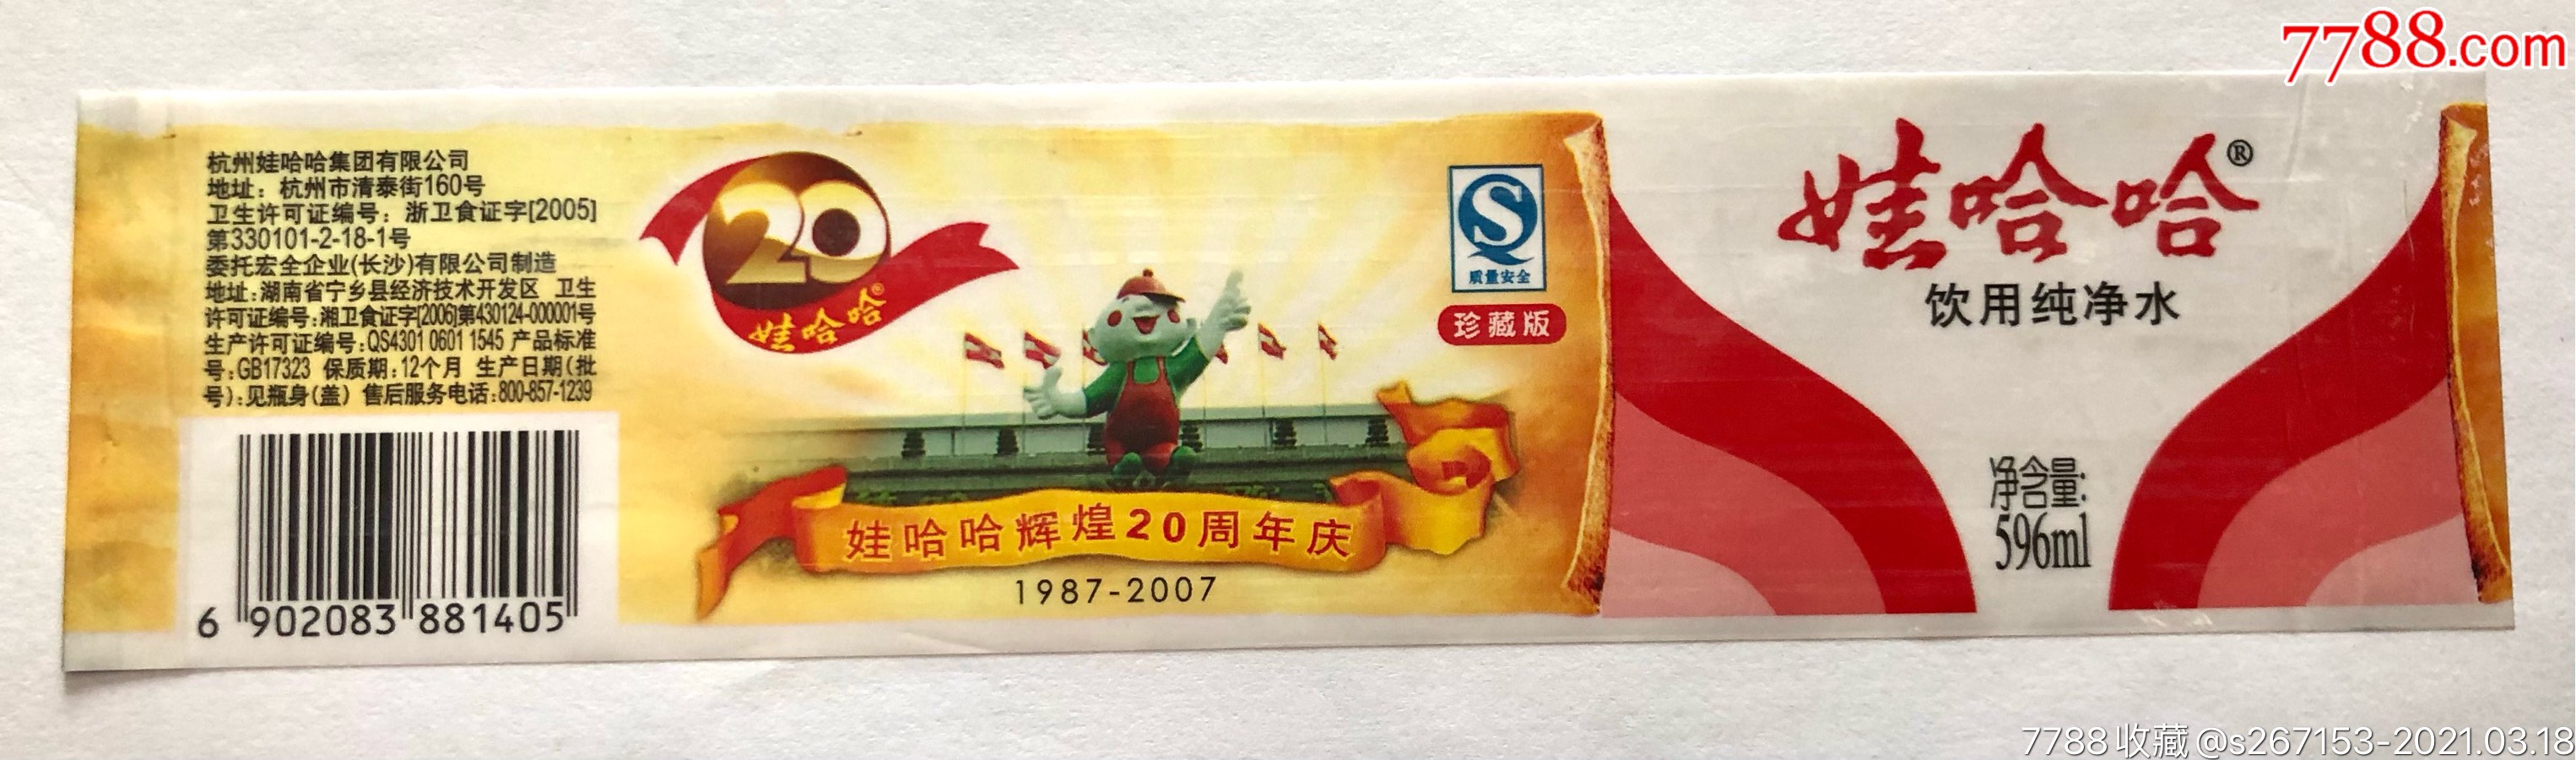 7788.com
杭州娃哈哈集团有限公司
地址：杭州市清泰街160号
卫生许可证编号：浙卫食证字[2005]
第330101-2-18-1号
委托宏全企业(长沙)有限公司制造
地址:湖南省宁乡县经济技术开发区 卫生
许可证编号:湘卫食证字[2006]第430124-000001号
生产许可证编号:QS4301 0601 1545 产品标准
号:GB17323 保质期:12个月 生产日期(批
号):见瓶身(盖) 售后服务电话:800-857-1239
6 902083 881405
20
娃哈哈®
娃哈哈辉煌20周年庆
1987-2007
QS
质量安全
珍藏版
娃哈哈®
饮用纯净水
净含量:
596ml
7788收藏@s267153-2021.03.18